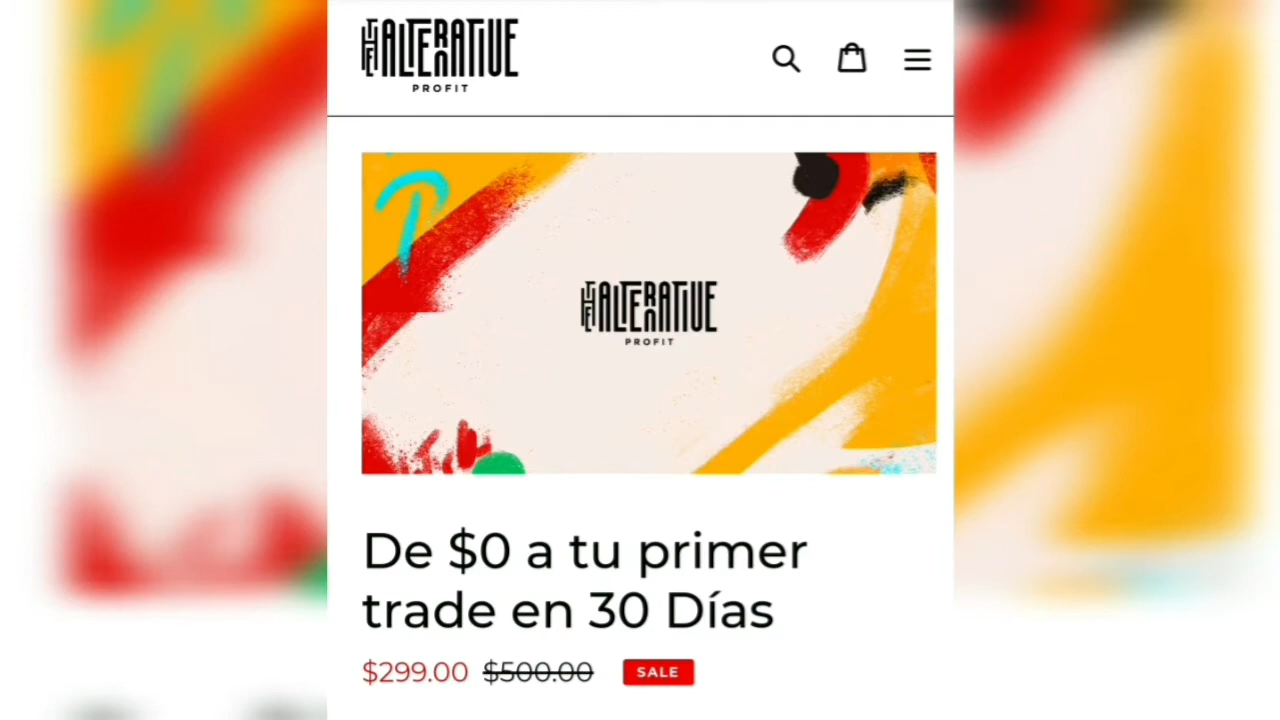 THE ALTERNATIVE
PROFIT
THE ALTERNATIVE
PROFIT
De $0 a tu primer
trade en 30 Días
$299.00 $500.00 SALE